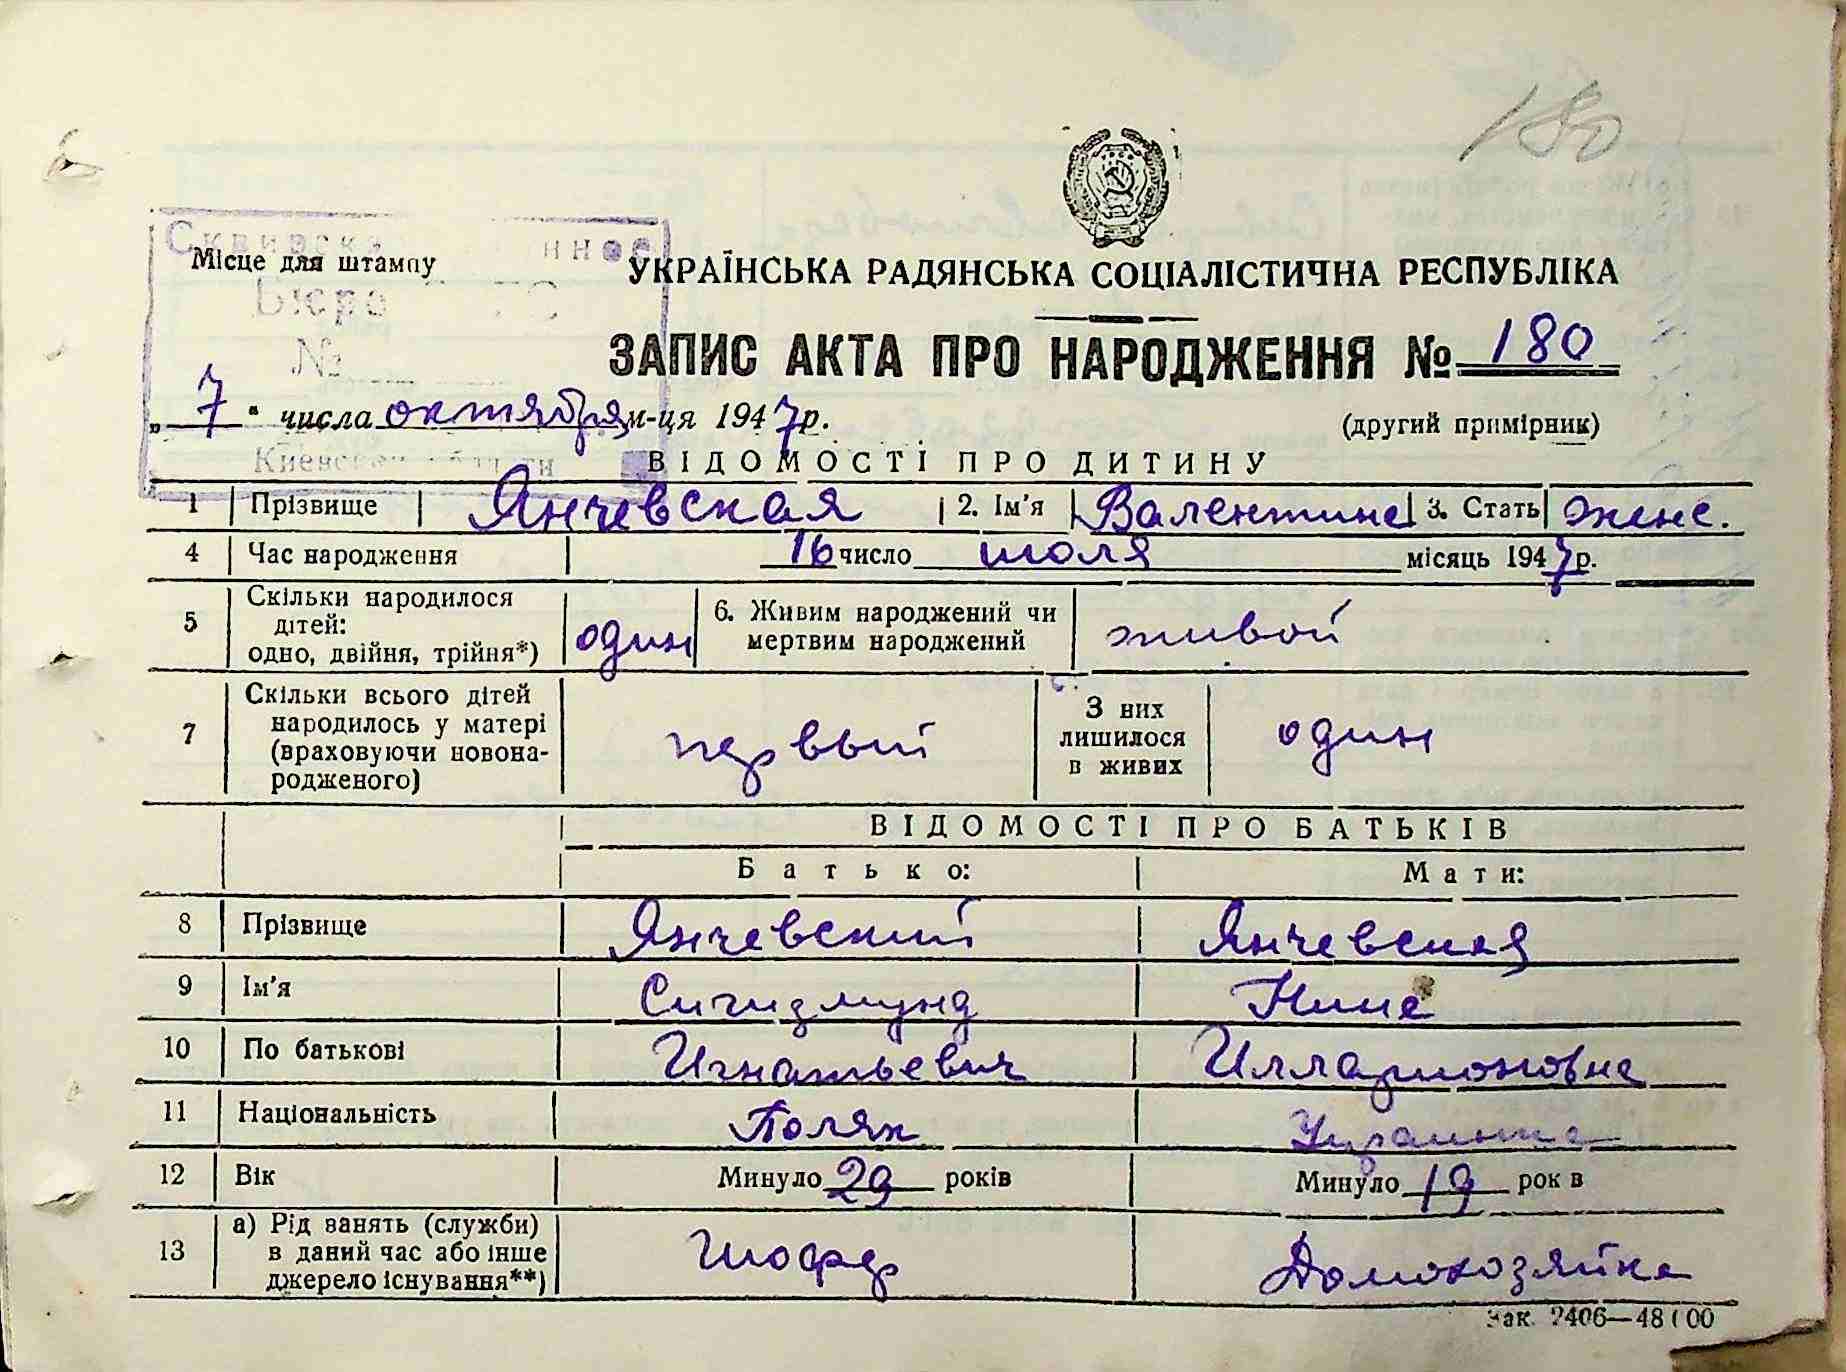 180
Місце для штампу
Бюро
№
УКРАЇНСЬКА РАДЯНСЬКА СОЦІАЛІСТИЧНА РЕСПУБЛІКА
ЗАПИС АКТА ПРО НАРОДЖЕННЯ № 180
„7“ числа октября м-ця 1947 р. (другий примірник)
ВІДОМОСТІ ПРО ДИТИНУ
1 Прізвище Янчевская 2. Ім'я Валентина 3. Стать женс.
4 Час народження 16 число июля місяць 1947 р.
5 Скільки народилося дітей: одно, двійня, трійня*) один 6. Живим народжений чи мертвим народжений живой
7 Скільки всього дітей народилось у матері (враховуючи новонародженого) первый З них лишилося в живих один
ВІДОМОСТІ ПРО БАТЬКІВ
Батько: Мати:
8 Прізвище Янчевский Янчевская
9 Ім'я Сигизмунд Нина
10 По батькові Игнатьевич Илларионовна
11 Національність Поляк Украинка
12 Вік Минуло 29 років Минуло 19 рок в
13 а) Рід занять (служби) в даний час або інше джерело існування**) Шофер Домохозяйка
Зак. 2406—48